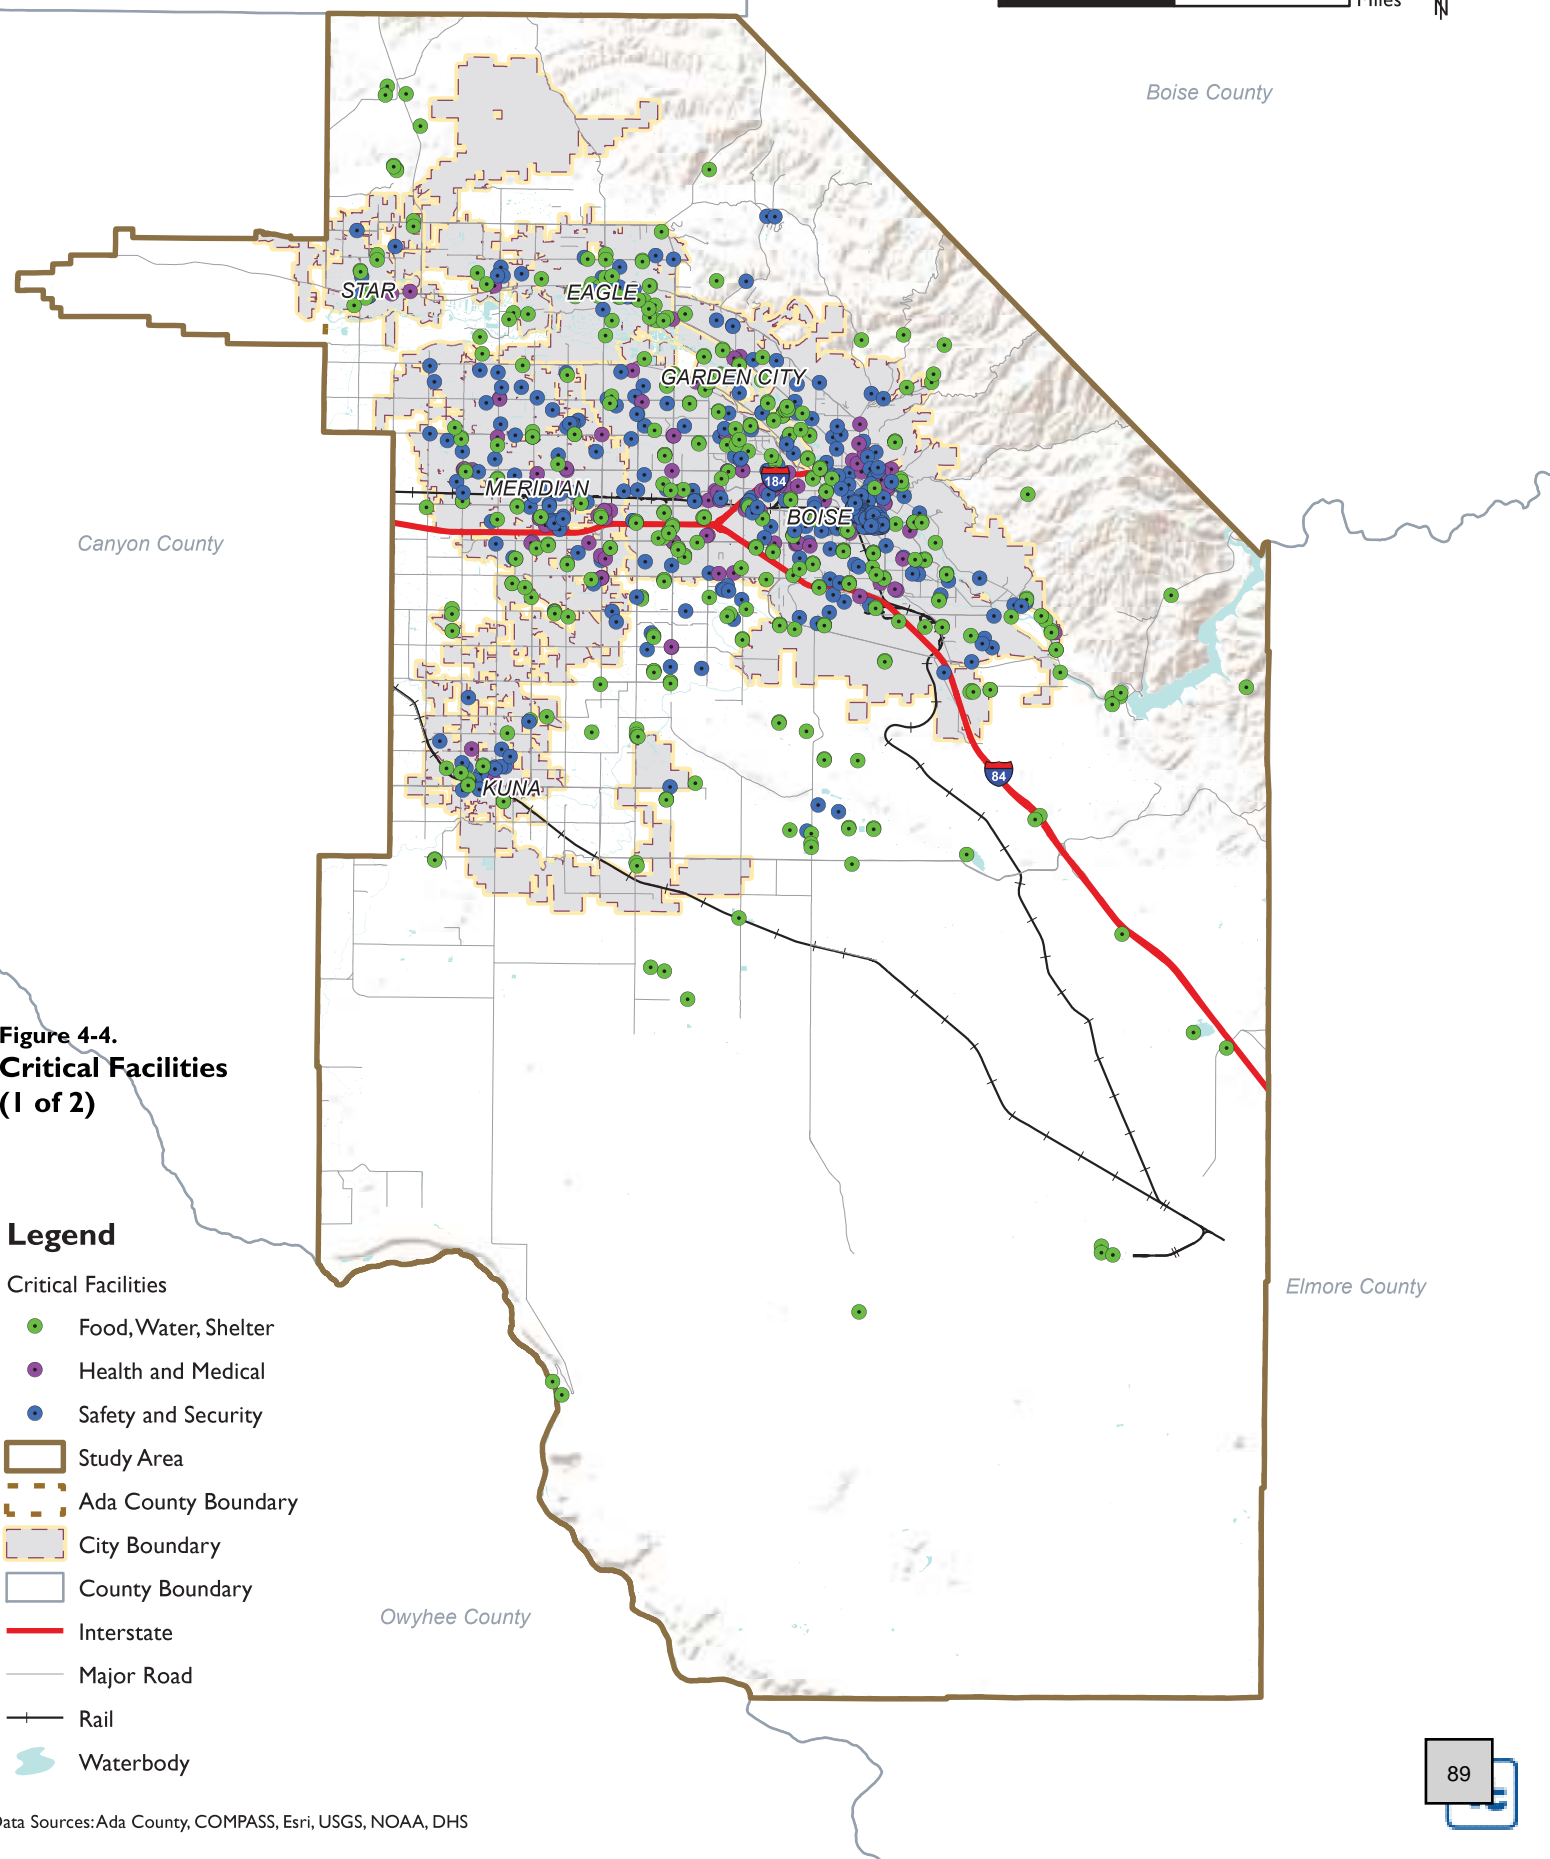 Miles
N
Boise County
STAR
EAGLE
GARDEN CITY
184
MERIDIAN
BOISE
Canyon County
84
KUNA
Figure 4-4.
Critical Facilities
(1 of 2)
Legend
Critical Facilities
Food, Water, Shelter
Health and Medical
Safety and Security
Study Area
Ada County Boundary
City Boundary
County Boundary
Interstate
Major Road
Rail
Waterbody
Elmore County
Owyhee County
89
Data Sources: Ada County, COMPASS, Esri, USGS, NOAA, DHS